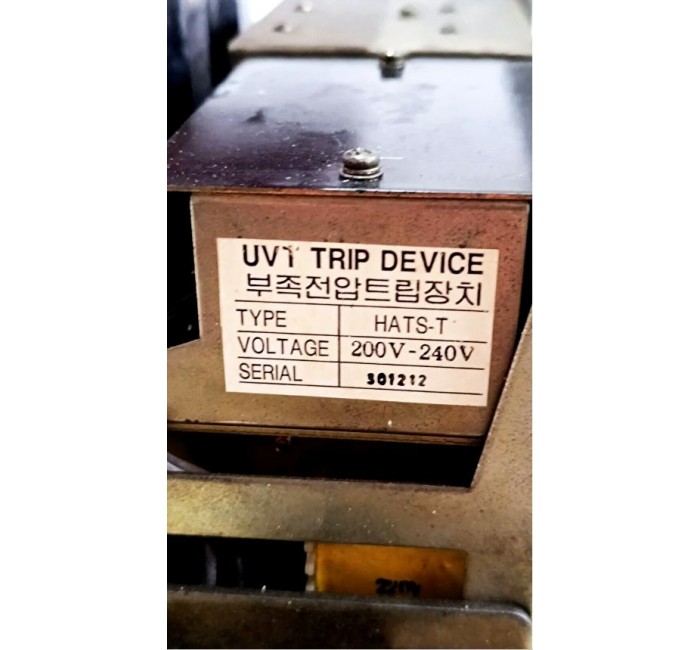 UVT TRIP DEVICE
부족전압트립장치
TYPE HATS-T
VOLTAGE 200V-240V
SERIAL 301212